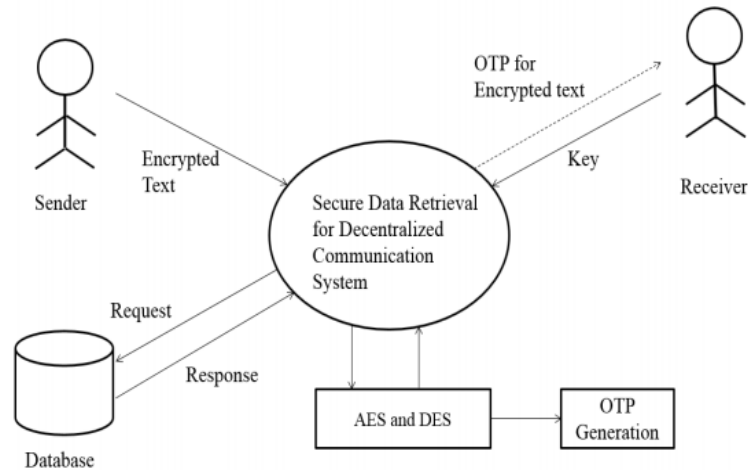 OTP for
Encrypted text
Encrypted
Text
Key
Sender
Receiver
Secure Data Retrieval
for Decentralized
Communication
System
Request
Response
AES and DES
OTP
Generation
Database